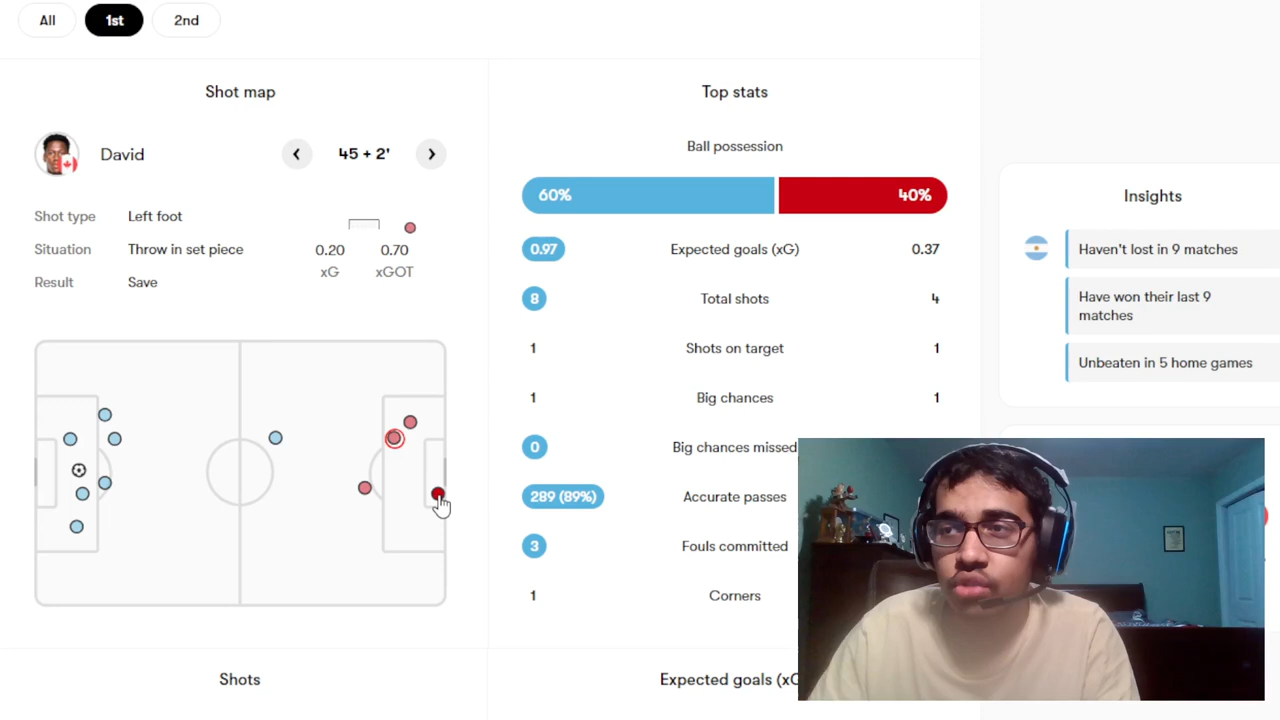 All
1st
2nd
Shot map
David
45 + 2'
Shot type Left foot
Situation Throw in set piece
Result Save
0.20 0.70
xG xGOT
Shots
Top stats
Ball possession
60% 40%
0.97 Expected goals (xG) 0.37
8 Total shots 4
1 Shots on target 1
1 Big chances 1
0 Big chances missed
289 (89%) Accurate passes
3 Fouls committed
1 Corners
Expected goals (xG
Insights
Haven't lost in 9 matches
Have won their last 9
matches
Unbeaten in 5 home games